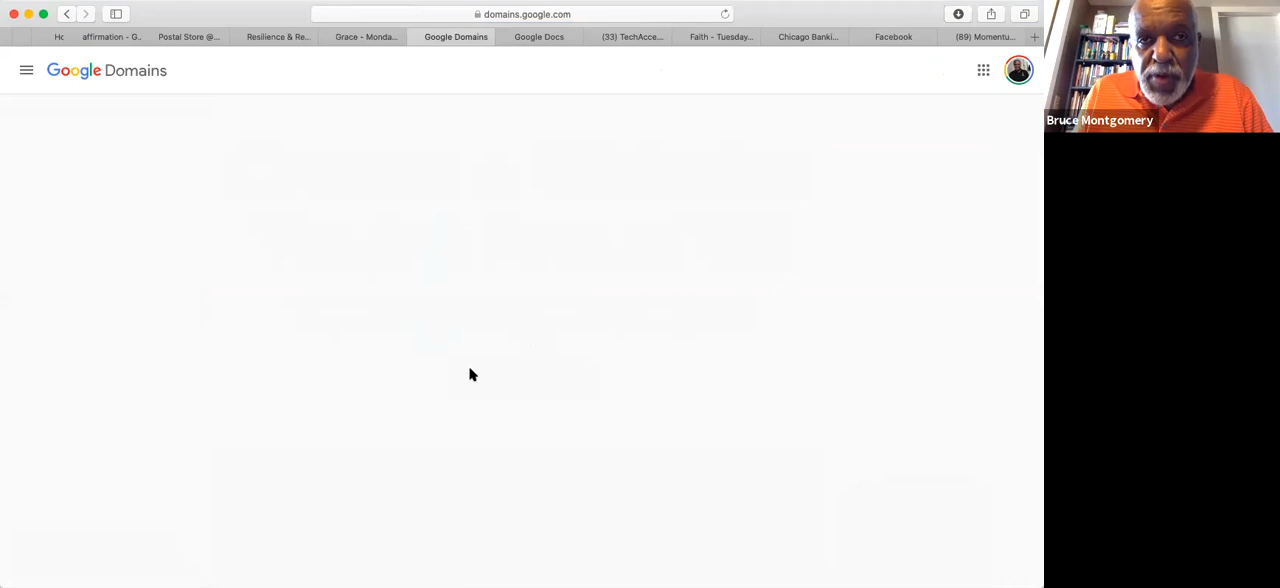 domains.google.com
Ho
affirmation - G..
Postal Store @...
Resilience & Re...
Grace - Monda...
Google Domains
Google Docs
(33) TechAcce...
Faith - Tuesday...
Chicago Banki...
Facebook
(89) Momentu...
Google Domains
Bruce Montgomery